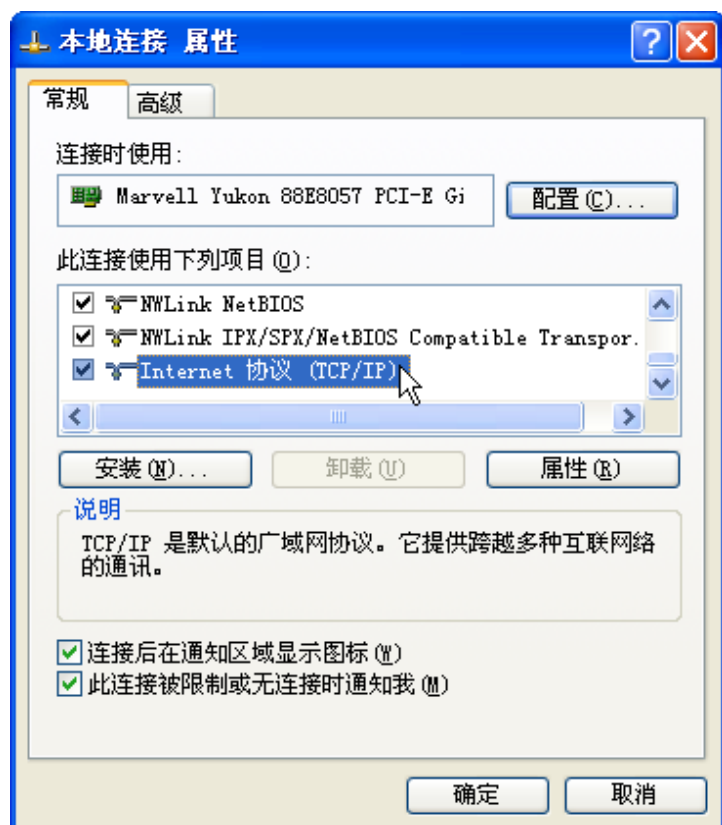 本地连接 属性
常规
高级
连接时使用:
Marvell Yukon 88E8057 PCI-E Gi
配置(C)...
此连接使用下列项目(O):
NWLink NetBIOS
NWLink IPX/SPX/NetBIOS Compatible Transpor.
Internet 协议 (TCP/IP)
安装(N)...
卸载(U)
属性(R)
说明
TCP/IP 是默认的广域网协议。它提供跨越多种互联网络
的通讯。
连接后在通知区域显示图标(W)
此连接被限制或无连接时通知我(M)
确定
取消